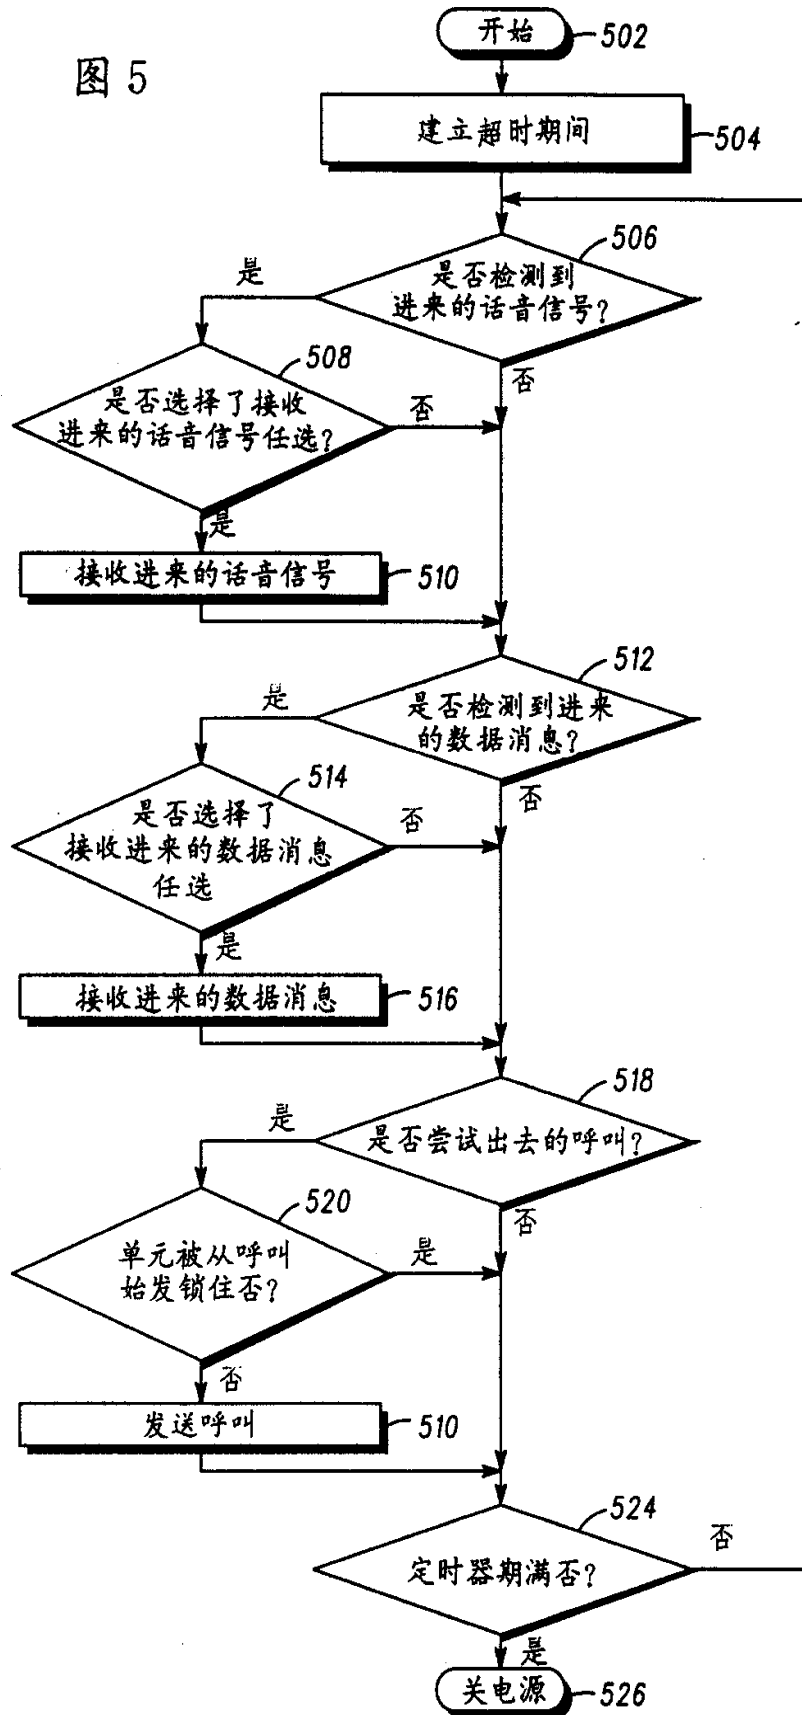 图 5
开始
502
建立超时期间
504
506
是否检测到
进来的话音信号?
是
否
508
是否选择了接收
进来的话音信号任选?
否
是
接收进来的话音信号
510
512
是否检测到进来
的数据消息?
是
否
514
是否选择了
接收进来的数据消息
任选
否
是
接收进来的数据消息
516
518
是否尝试出去的呼叫?
是
否
520
单元被从呼叫
始发锁住否?
是
否
发送呼叫
510
524
定时器期满否?
否
是
关电源
526